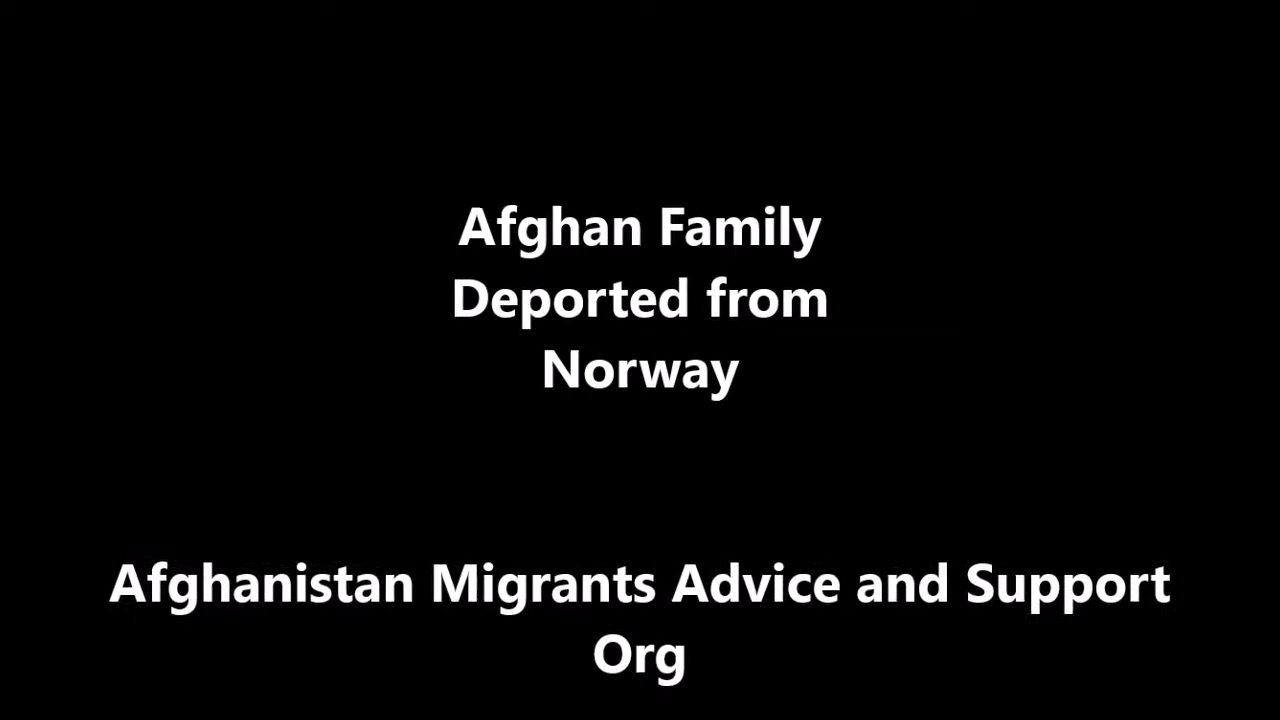 Afghan Family
Deported from
Norway
Afghanistan Migrants Advice and Support
Org